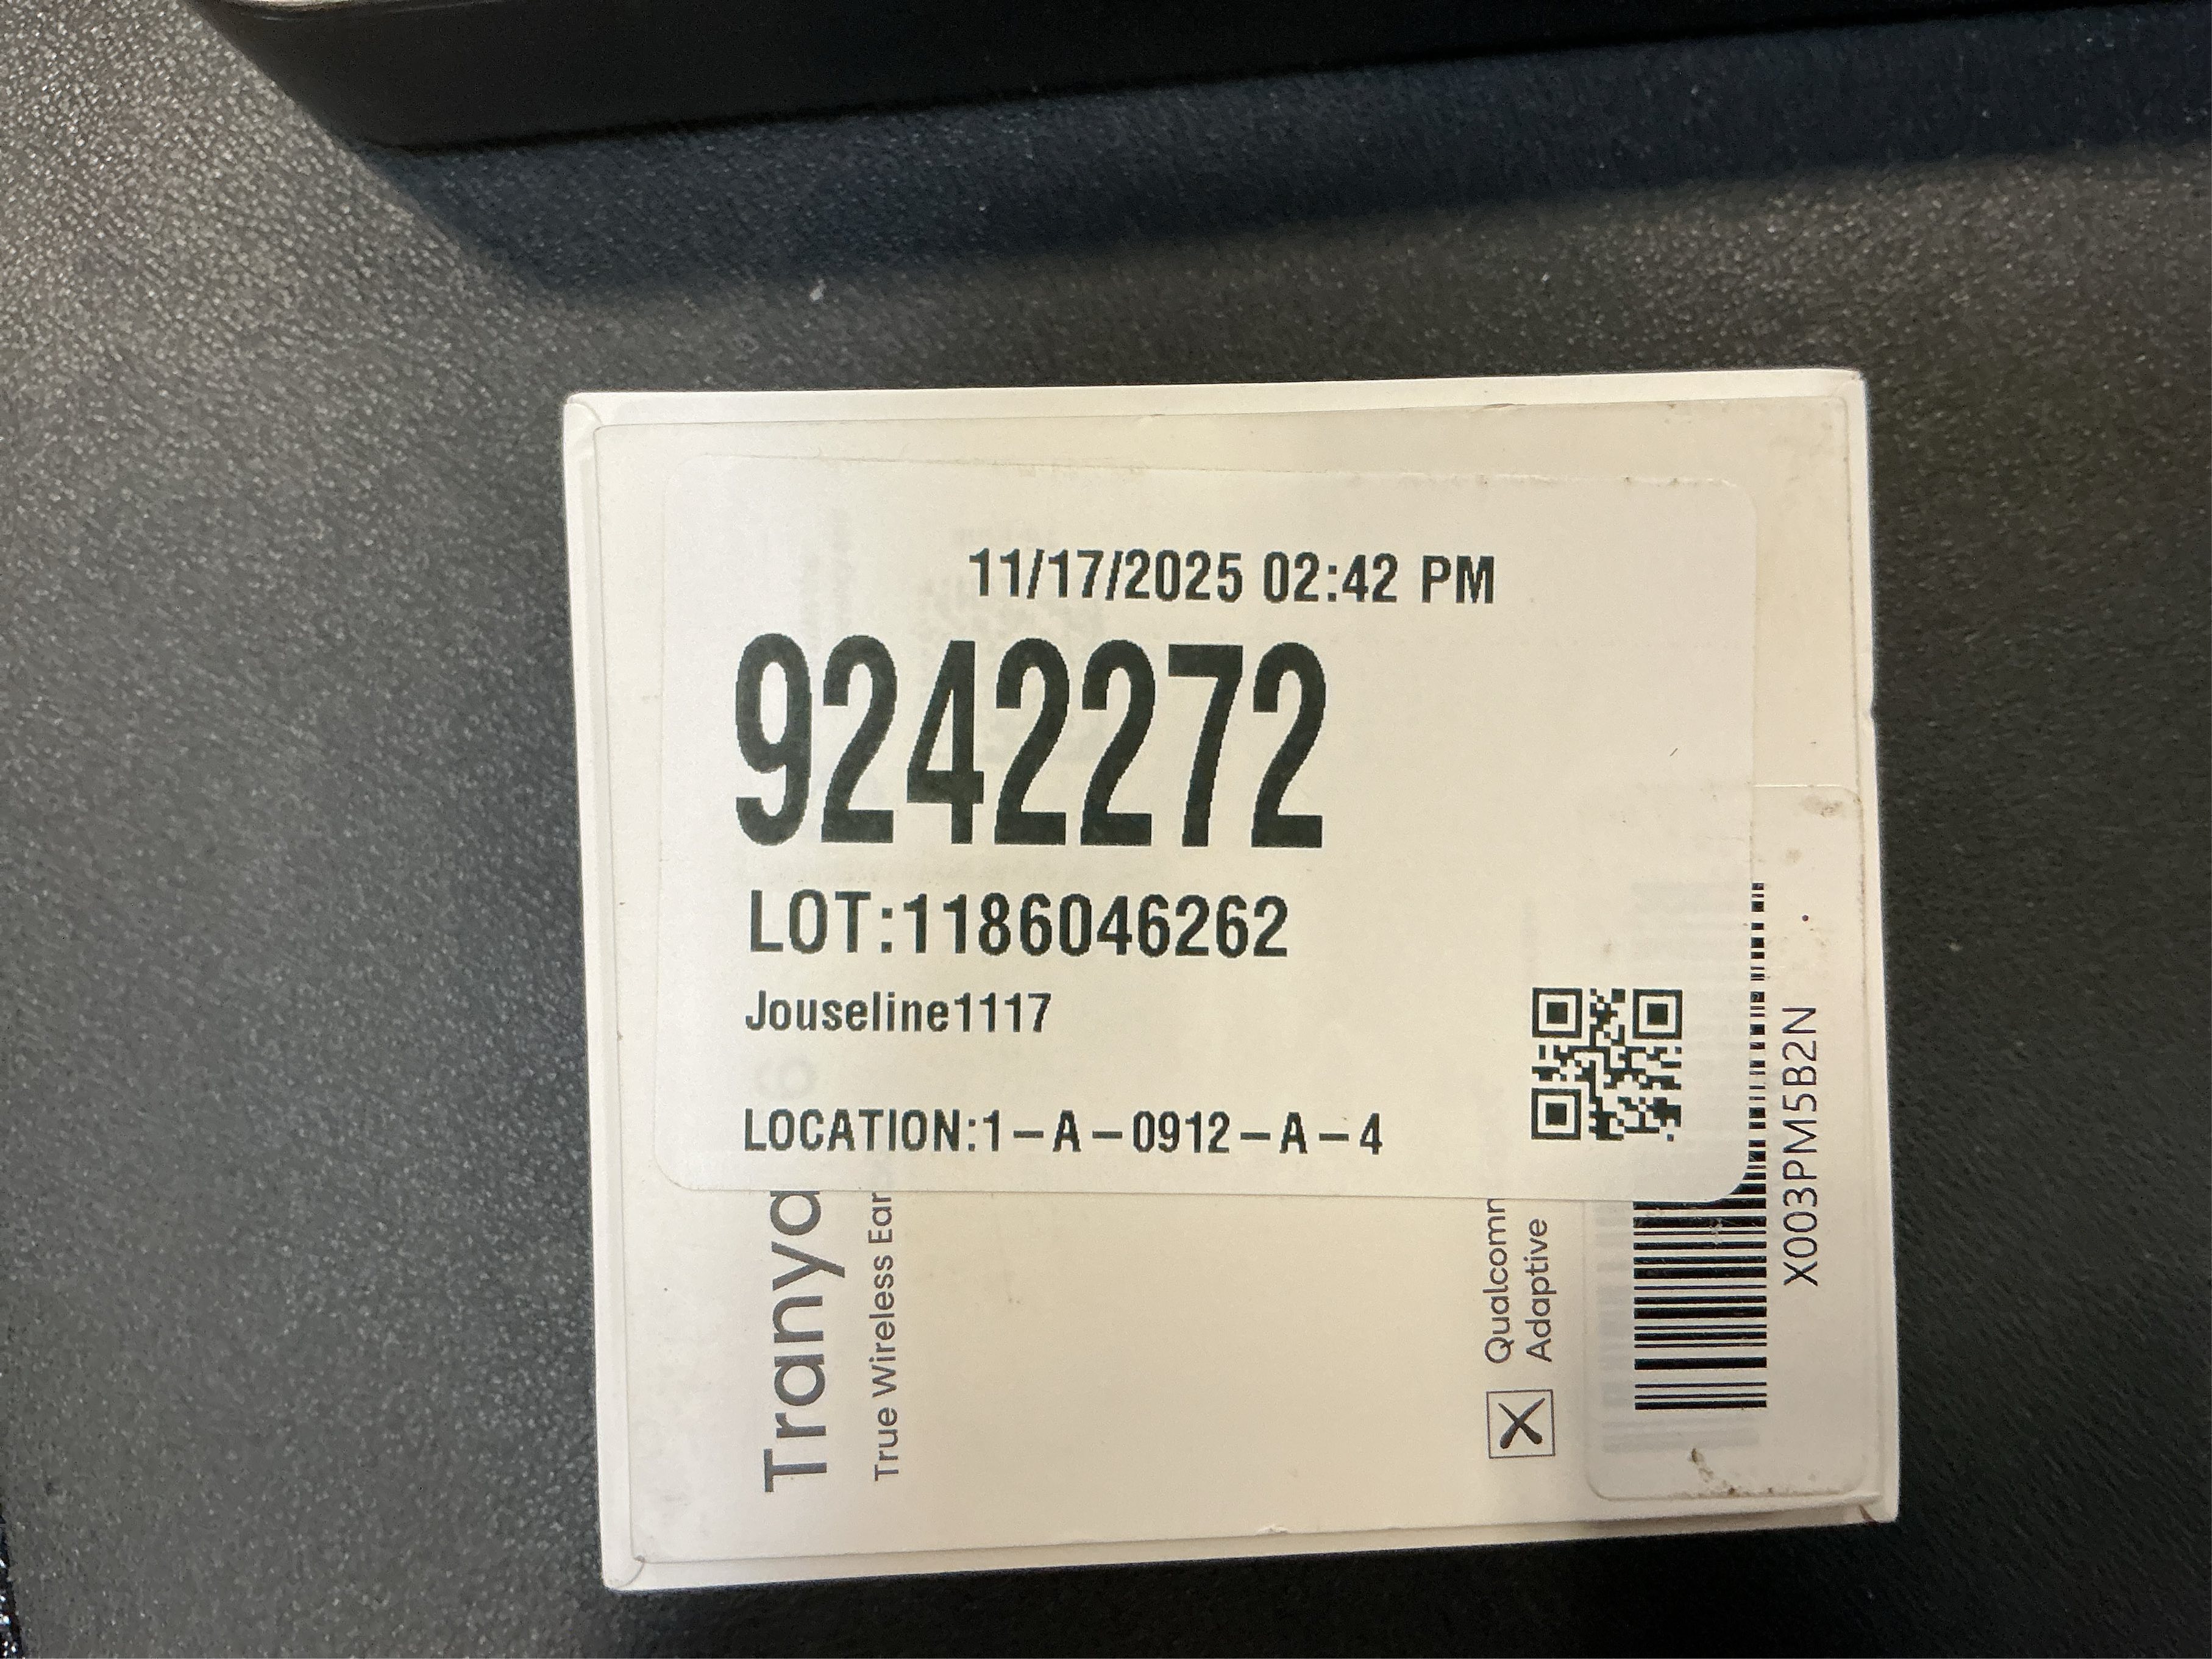 11/17/2025 02:42 PM
9242272
LOT:1186046262
Jouseline1117
LOCATION:1-A-0912-A-4
Tranya
True Wireless Ear
Qualcomm
Adaptive
X003PM5B2N